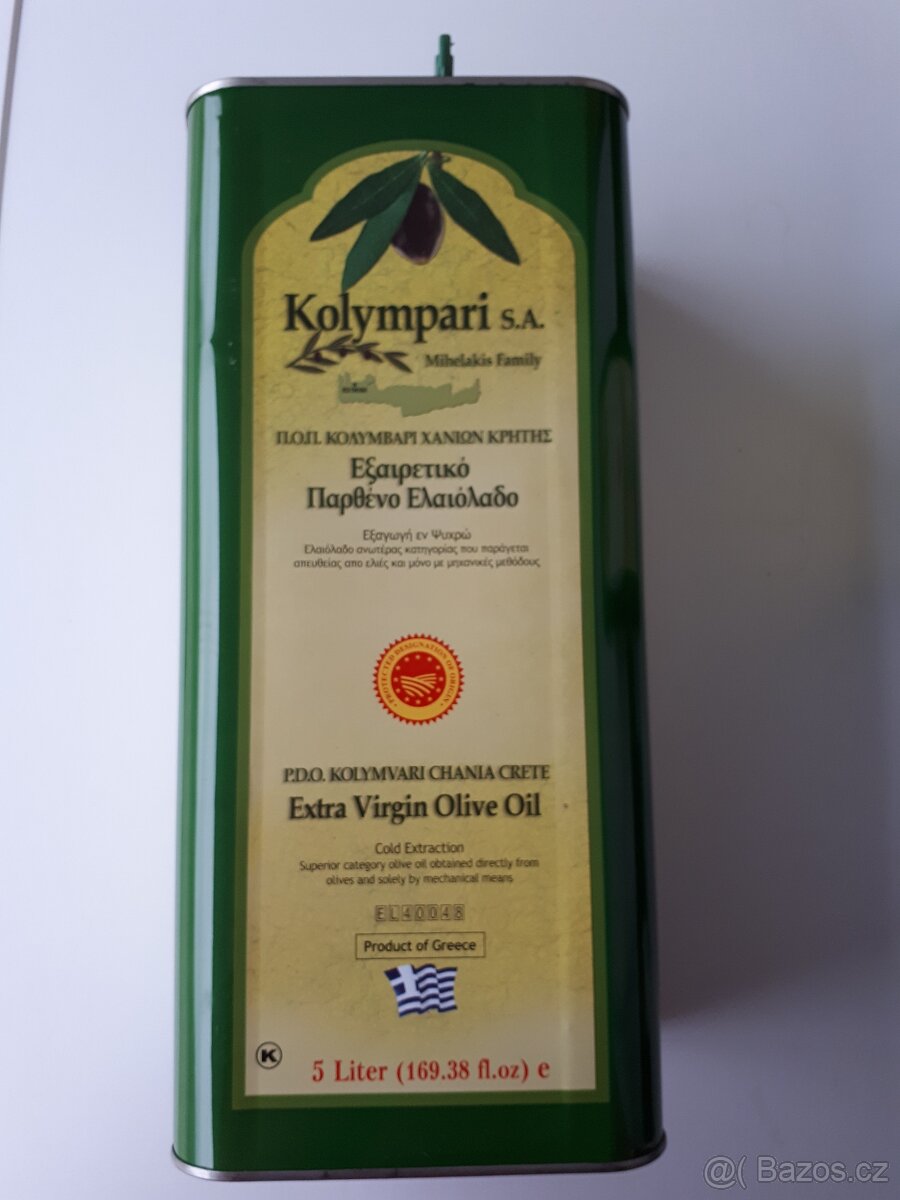 Kolympari S.A.
Mihelakis Family
Π.Ο.Π. ΚΟΛΥΜΒΑΡΙ ΧΑΝΙΩΝ ΚΡΗΤΗΣ
Εξαιρετικό
Παρθένο Ελαιόλαδο
Εξαγωγή εν Ψυχρώ
Ελαιόλαδο ανωτέρας κατηγορίας που παράγεται
απευθείας απο ελιές και μόνο με μηχανικές μεθόδους
PROTECTED DESIGNATION OF ORIGIN
P.D.O. KOLYMVARI CHANIA CRETE
Extra Virgin Olive Oil
Cold Extraction
Superior category olive oil obtained directly from
olives and solely by mechanical means
EL40048
Product of Greece
K
5 Liter (169.38 fl.oz) e
@( Bazos.cz